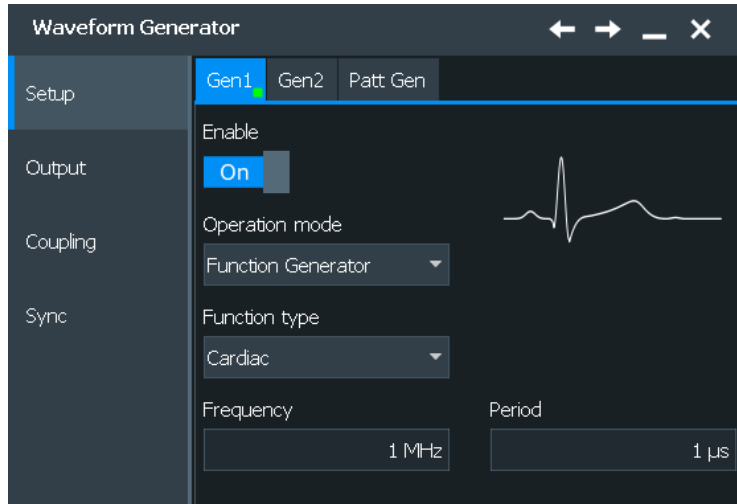 Waveform Generator
Setup
Output
Coupling
Sync
Gen1 Gen2 Patt Gen
Enable
On
Operation mode
Function Generator
Function type
Cardiac
Frequency Period
1 MHz 1 µs